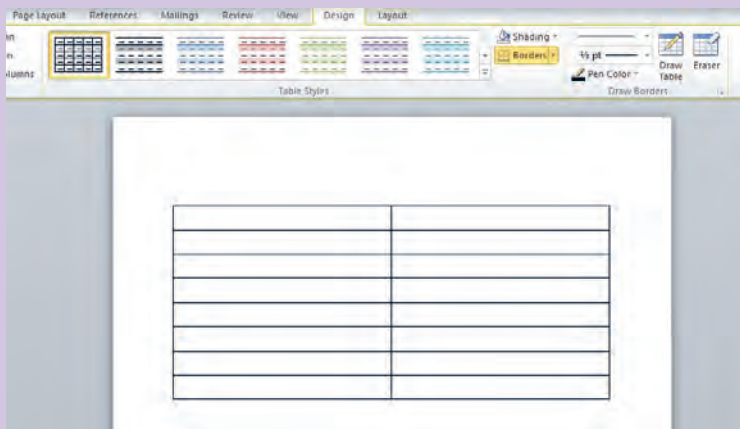 Page Layout References Mailings Review View Design Layout
Shading
Borders
½ pt
Pen Color
Draw Table
Eraser
Table Styles
Draw Borders